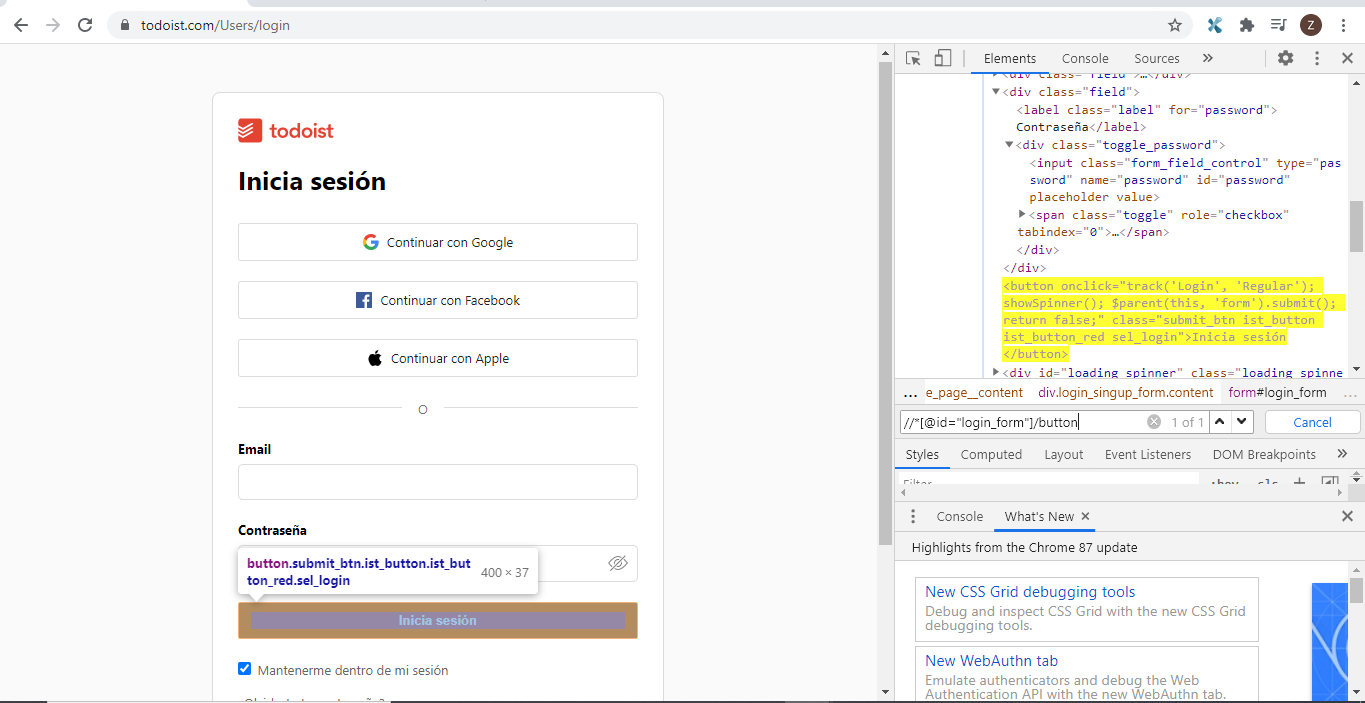 todoist.com/Users/login
Z
todoist
Inicia sesión
Continuar con Google
Continuar con Facebook
Continuar con Apple
O
Email
Contraseña
button.submit_btn.ist_button.ist_but
ton_red.sel_login
400 × 37
Inicia sesión
Mantenerme dentro de mi sesión
Elements Console Sources »
<div class="field">…</div>
<div class="field">
<label class="label" for="password">
Contraseña</label>
<div class="toggle_password">
<input class="form_field_control" type="pas
sword" name="password" id="password"
placeholder value>
<span class="toggle" role="checkbox"
tabindex="0">…</span>
</div>
</div>
<button onclick="track('Login', 'Regular');
showSpinner(); $parent(this, 'form').submit();
return false;" class="submit_btn ist_button
ist_button_red sel_login">Inicia sesión
</button>
<div id="loading_spinner" class="loading_spinne
... e_page__content div.login_singup_form.content form#login_form ...
//*[@id="login_form"]/button 1 of 1 Cancel
Styles Computed Layout Event Listeners DOM Breakpoints »
Filter :hov .cls +
Console What's New ×
Highlights from the Chrome 87 update
New CSS Grid debugging tools
Debug and inspect CSS Grid with the new CSS Grid
debugging tools.
New WebAuthn tab
Emulate authenticators and debug the Web
Authentication API with the new WebAuthn tab.